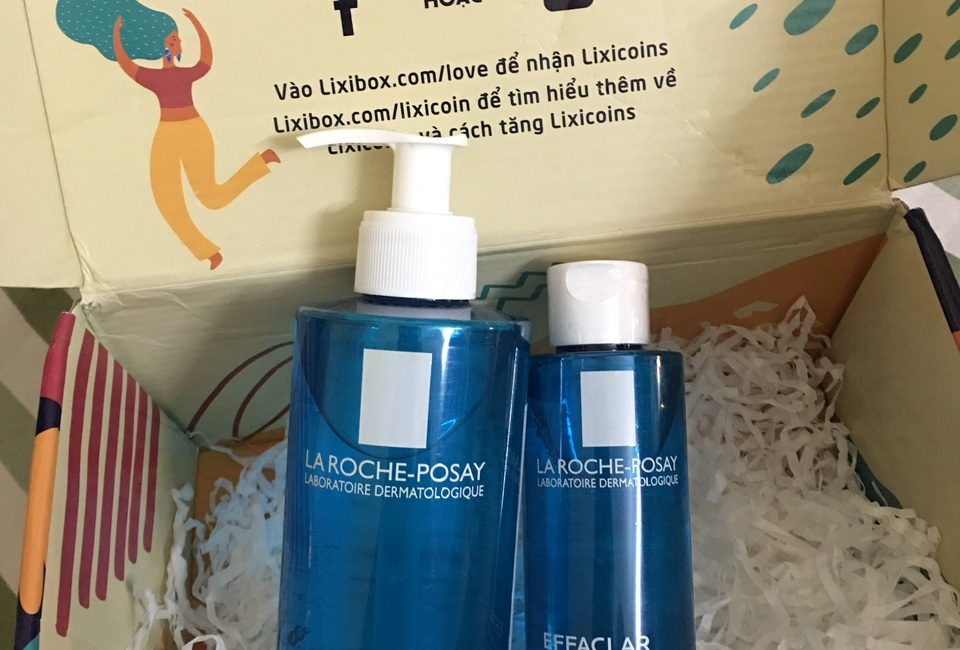 f
HOẶC
Vào Lixibox.com/love để nhận Lixicoins
Lixibox.com/lixicoin để tìm hiểu thêm về
và cách tăng Lixicoins
LA ROCHE-POSAY
LABORATOIRE DERMATOLOGIQUE
LA ROCHE-POSAY
LABORATOIRE DERMATOLOGIQUE
EFFACLAR